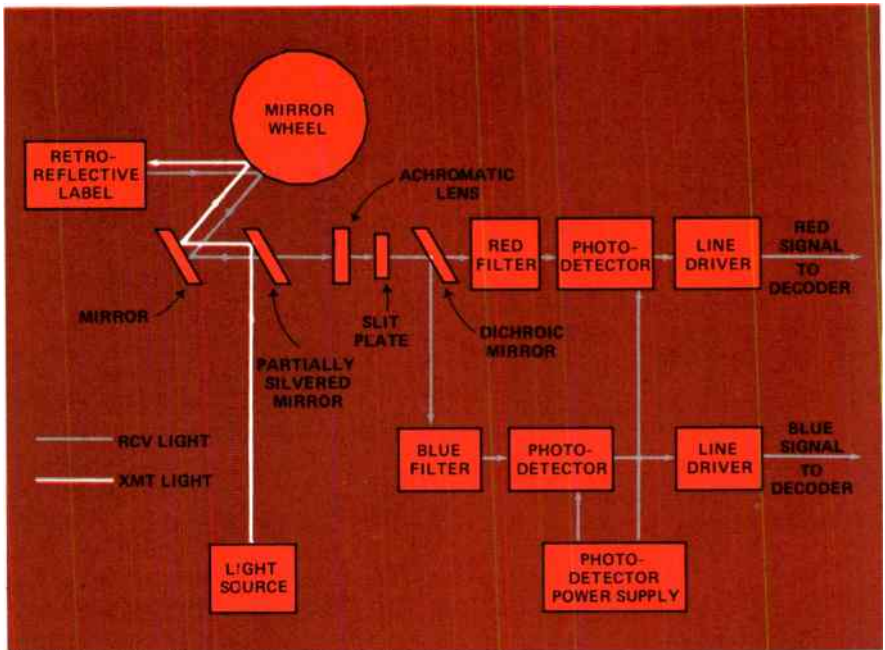 MIRROR
WHEEL
RETRO-
REFLECTIVE
LABEL
ACHROMATIC
LENS
RED
FILTER
PHOTO-
DETECTOR
LINE
DRIVER
RED
SIGNAL
TO
DECODER
MIRROR
SLIT
PLATE
DICHROIC
MIRROR
PARTIALLY
SILVERED
MIRROR
RCV LIGHT
XMT LIGHT
BLUE
FILTER
PHOTO-
DETECTOR
LINE
DRIVER
BLUE
SIGNAL
TO
DECODER
LIGHT
SOURCE
PHOTO-
DETECTOR
POWER SUPPLY